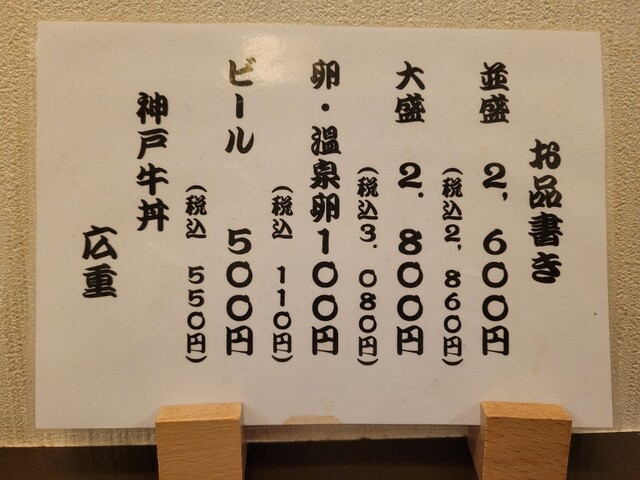 お品書き
並盛 2,600円
(税込2,860円)
大盛 2.800円
(税込3.080円)
卵・温泉卵100円
(税込 110円)
ビール 500円
(税込 550円)
神戸牛丼
広重